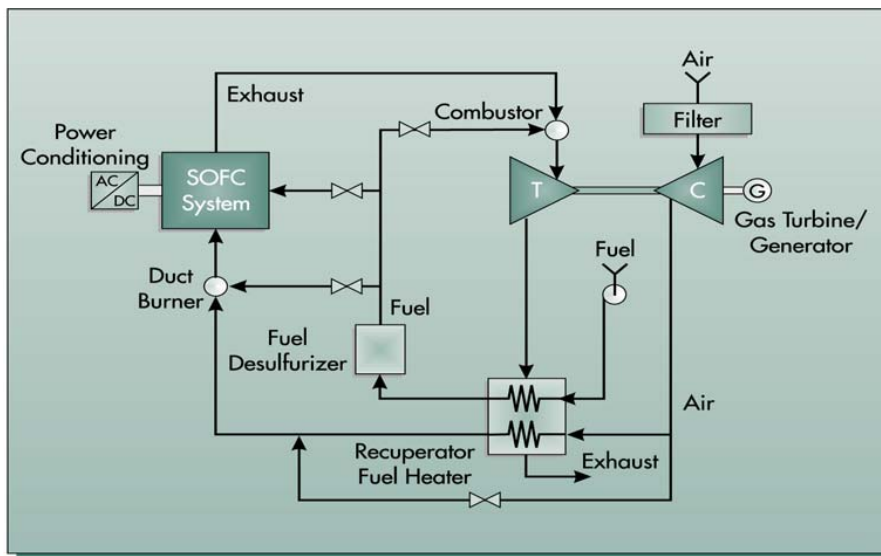 Air
Exhaust
Combustor
Filter
Power
Conditioning
AC
DC
SOFC
System
T
C
G
Gas Turbine/
Generator
Fuel
Duct
Burner
Fuel
Fuel
Desulfurizer
Air
Recuperator
Fuel Heater
Exhaust